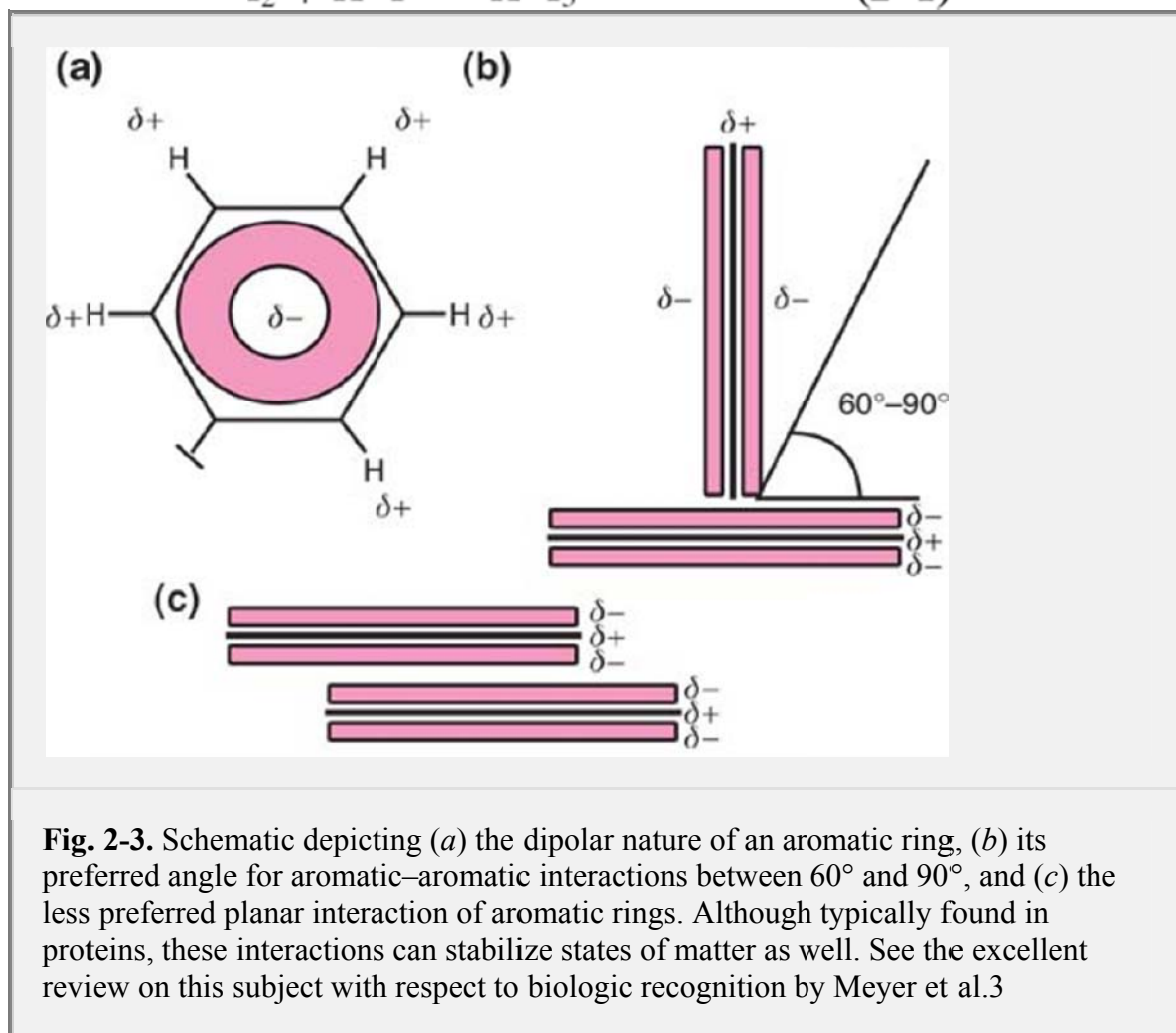 (a)
(b)
δ+
δ+
δ+
H
H
δ−
δ−
δ+H
δ−
H δ+
60°–90°
H
δ+
δ−
δ+
δ−
(c)
δ−
δ+
δ−
δ−
δ+
δ−
Fig. 2-3. Schematic depicting (a) the dipolar nature of an aromatic ring, (b) its
preferred angle for aromatic–aromatic interactions between 60° and 90°, and (c) the
less preferred planar interaction of aromatic rings. Although typically found in
proteins, these interactions can stabilize states of matter as well. See the excellent
review on this subject with respect to biologic recognition by Meyer et al.3